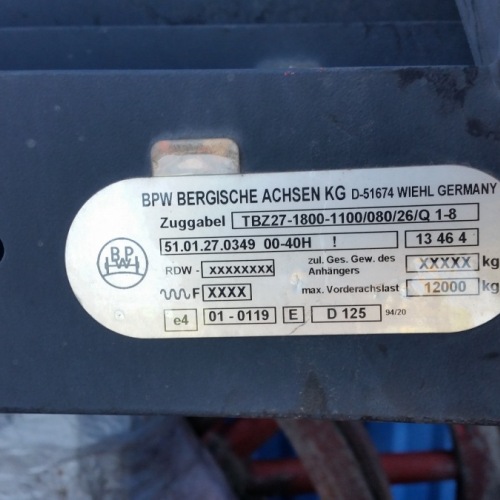 BPW BERGISCHE ACHSEN KG D-51674 WIEHL GERMANY
Zuggabel TBZ27-1800-1100/080/26/Q 1-8
51.01.27.0349 00-40H ! 13 46 4
BPW
RDW - XXXXXXXX zul. Ges. Gew. des Anhängers XXXXX kg
F XXXX max. Vorderachslast 12000 kg
e4 01 - 0119 E D 125 94/20